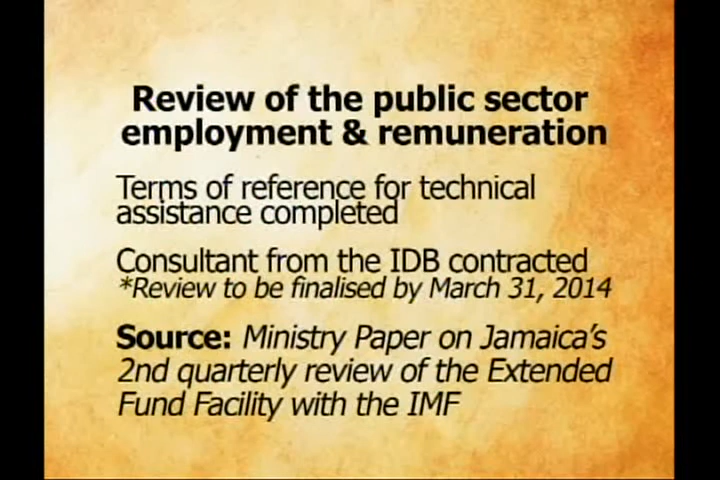 Review of the public sector
employment & remuneration
Terms of reference for technical
assistance completed
Consultant from the IDB contracted
*Review to be finalised by March 31, 2014
Source: Ministry Paper on Jamaica's
2nd quarterly review of the Extended
Fund Facility with the IMF